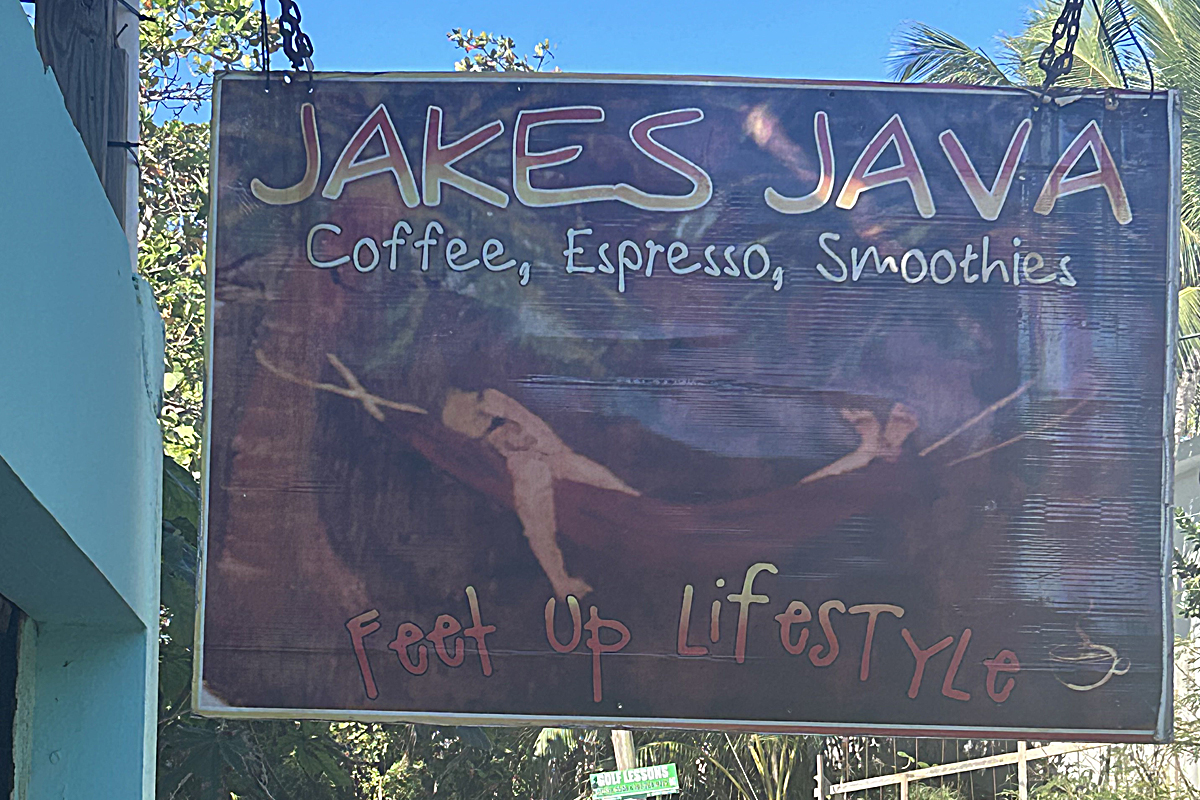 JAKES JAVA
Coffee, Espresso, Smoothies
Feet Up LifeSTYLe
GOLF LESSONS